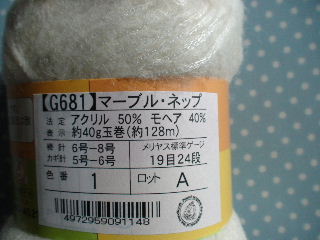 【G681】マーブル・ネップ
法定 アクリル 50% モヘア 40%
表示 約40g玉巻(約128m)
棒針 6号−8号 メリヤス標準ゲージ
カギ針 5号−6号 19目24段
色番 1 ロット A
4972959091148